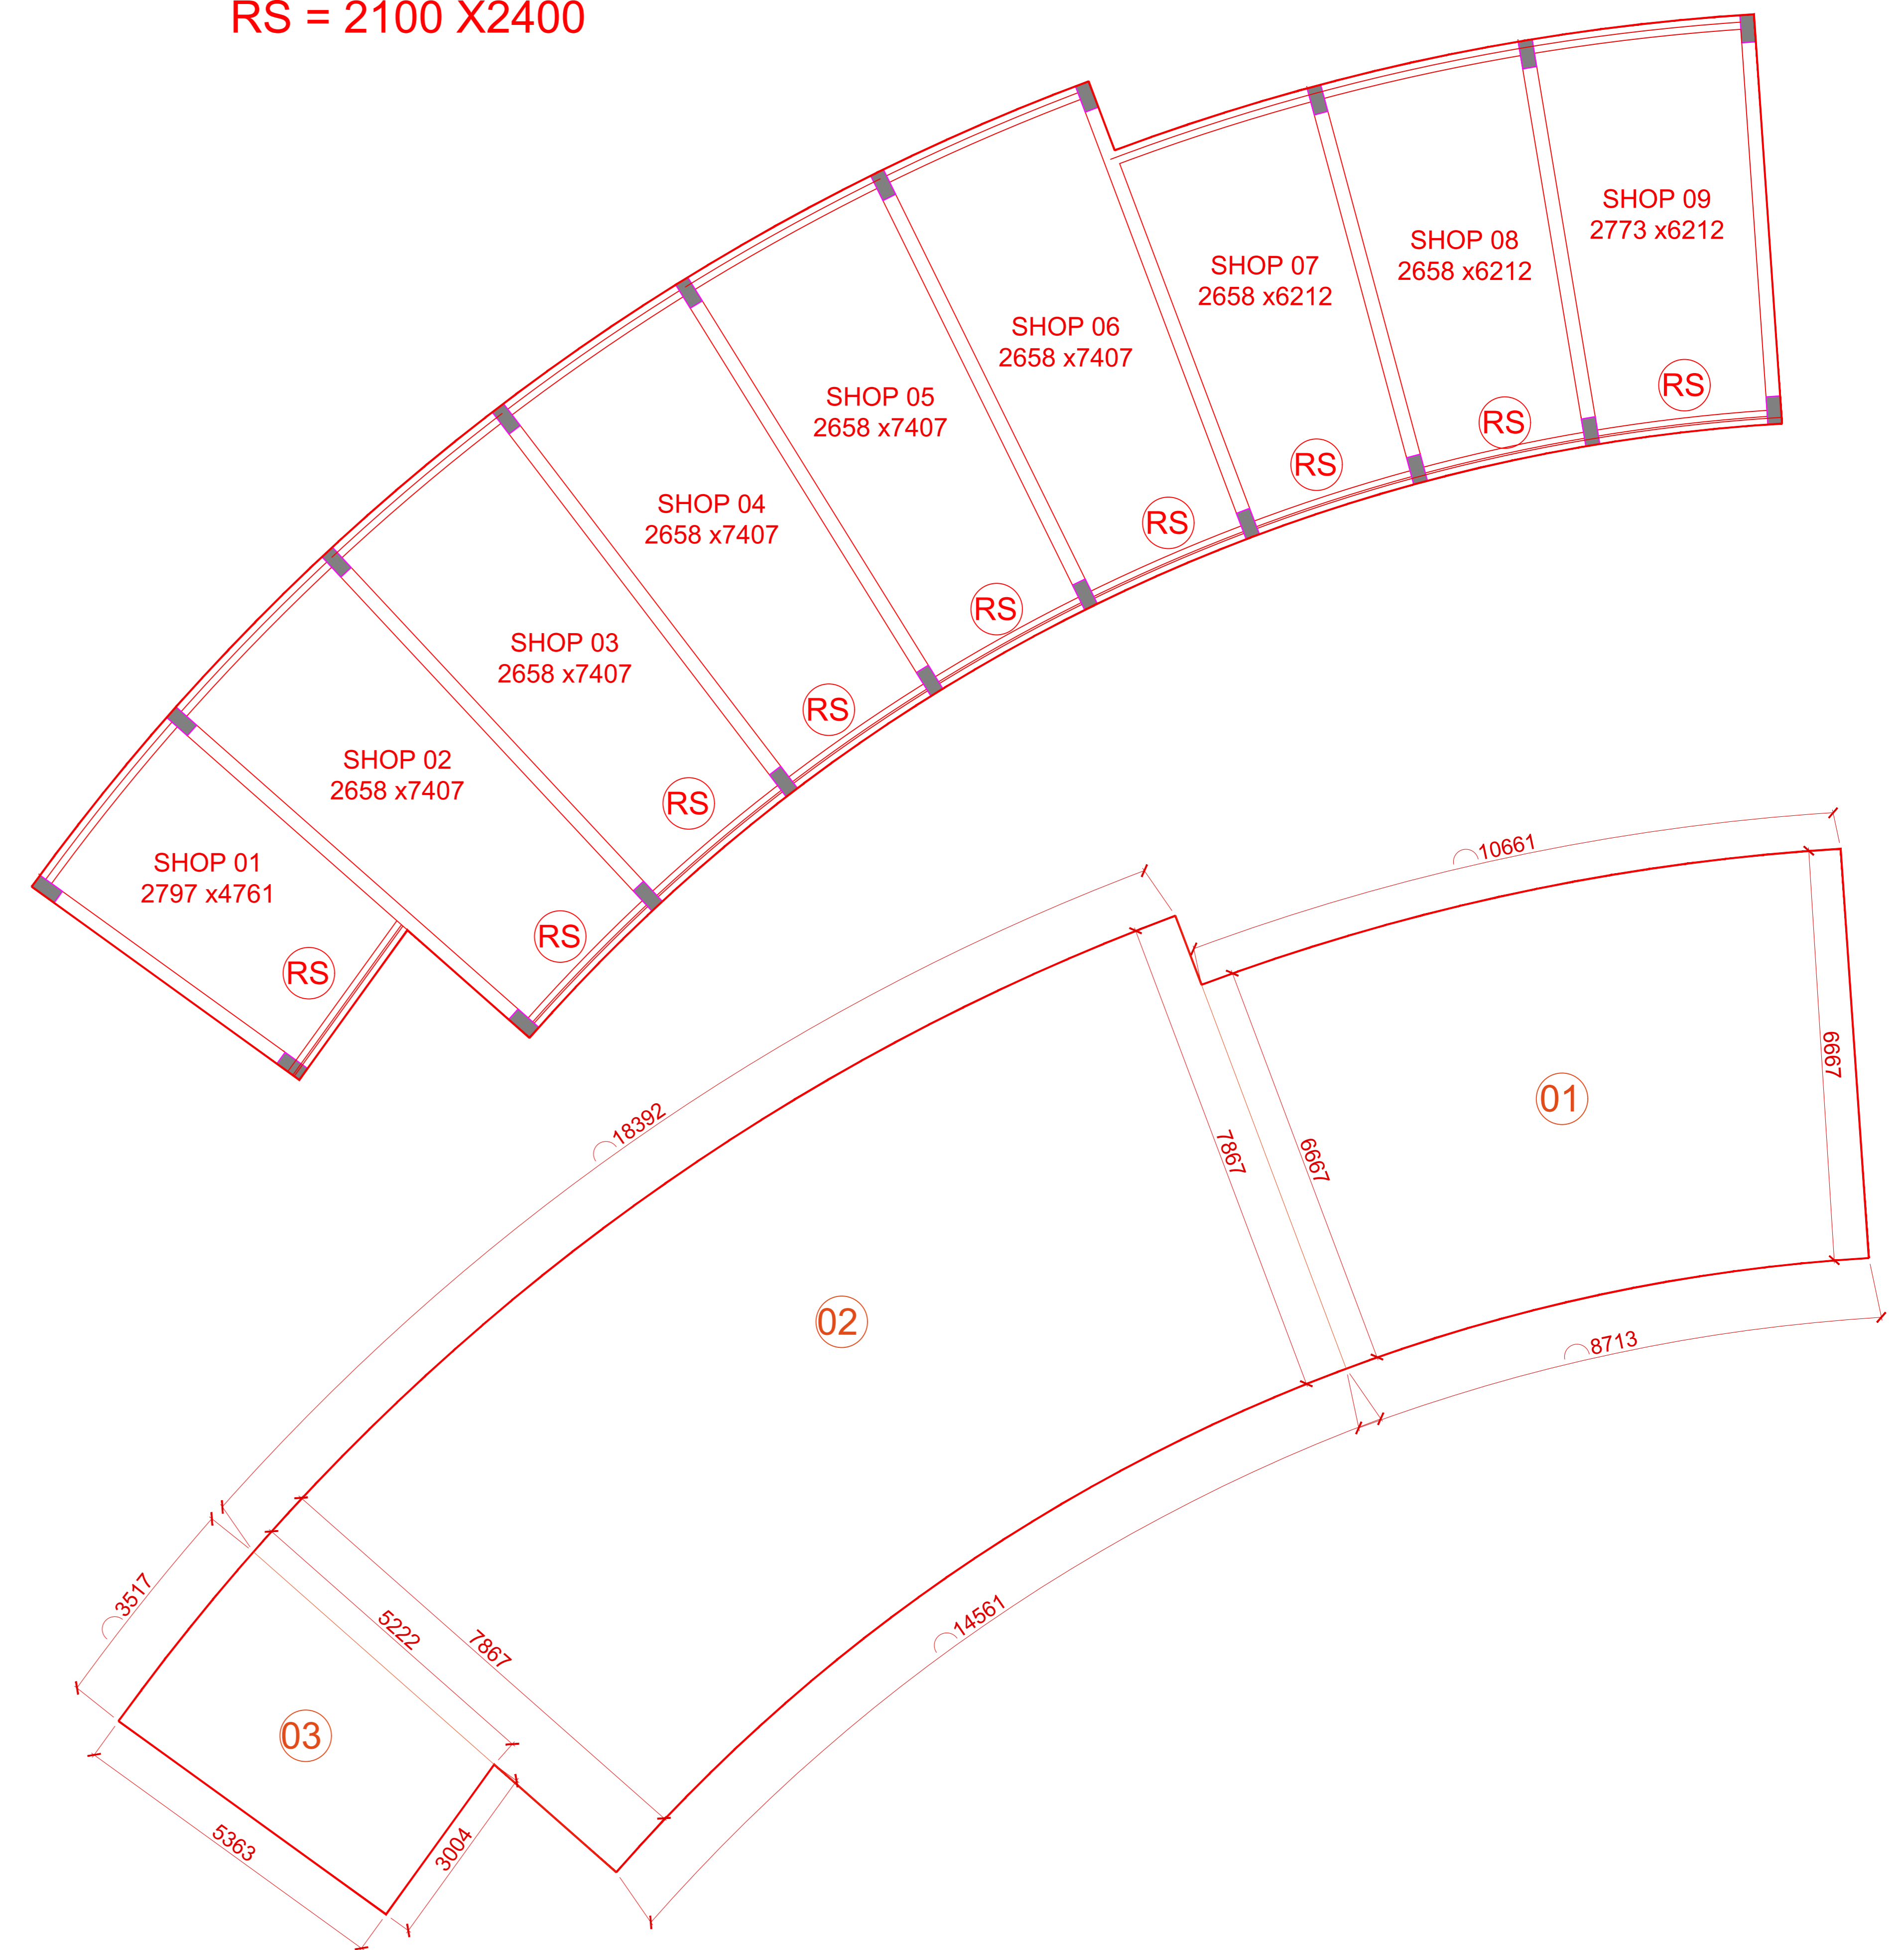 RS = 2100 X2400
SHOP 09
2773 x6212
SHOP 08
2658 x6212
SHOP 07
2658 x6212
SHOP 06
2658 x7407
SHOP 05
2658 x7407
SHOP 04
2658 x7407
SHOP 03
2658 x7407
SHOP 02
2658 x7407
SHOP 01
2797 x4761
RS
RS
RS
RS
RS
RS
RS
RS
RS
10661
6667
01
6667
7867
18392
02
8713
14561
3517
5222
7867
03
5363
3004